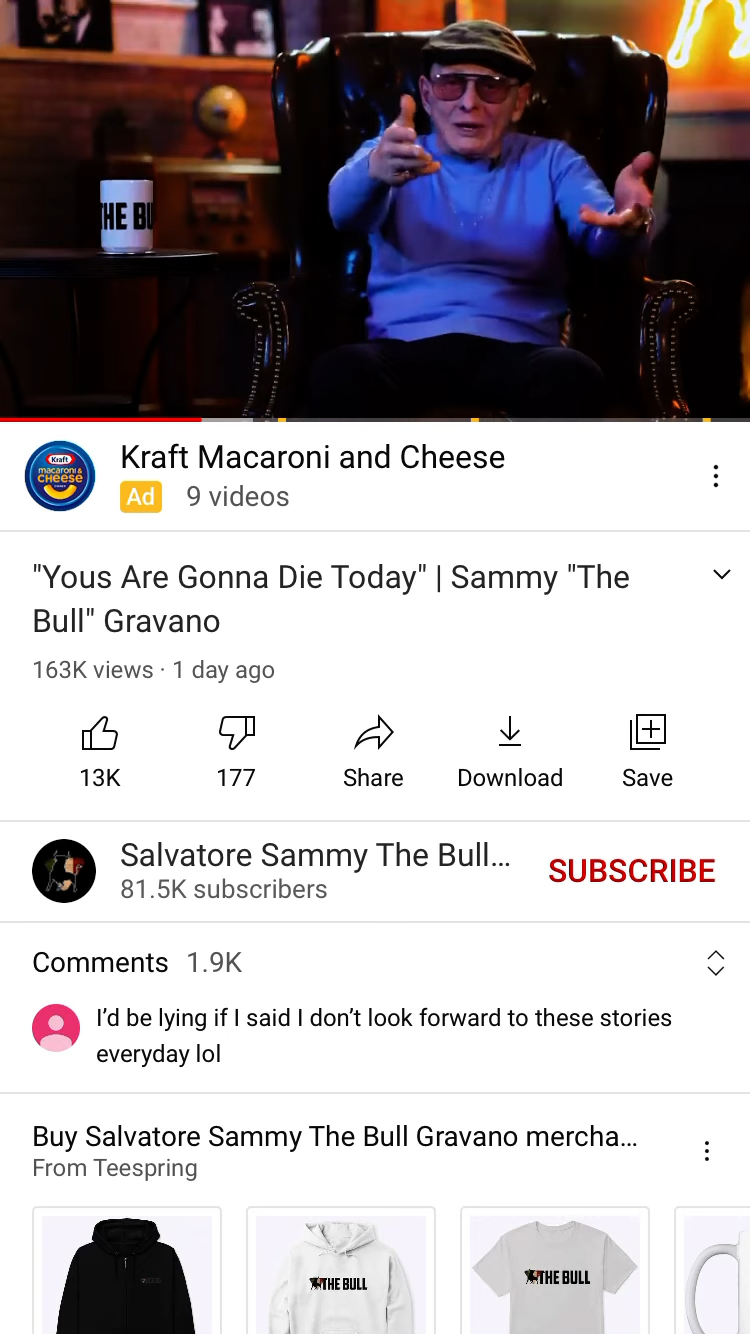 THE BU
Kraft
macaroni &
CHEESE
Kraft Macaroni and Cheese
Ad 9 videos
"Yous Are Gonna Die Today" | Sammy "The
Bull" Gravano
163K views · 1 day ago
13K 177 Share Download Save
Salvatore Sammy The Bull... SUBSCRIBE
81.5K subscribers
Comments 1.9K
I’d be lying if I said I don’t look forward to these stories
everyday lol
Buy Salvatore Sammy The Bull Gravano mercha...
From Teespring
THE BULL
THE BULL